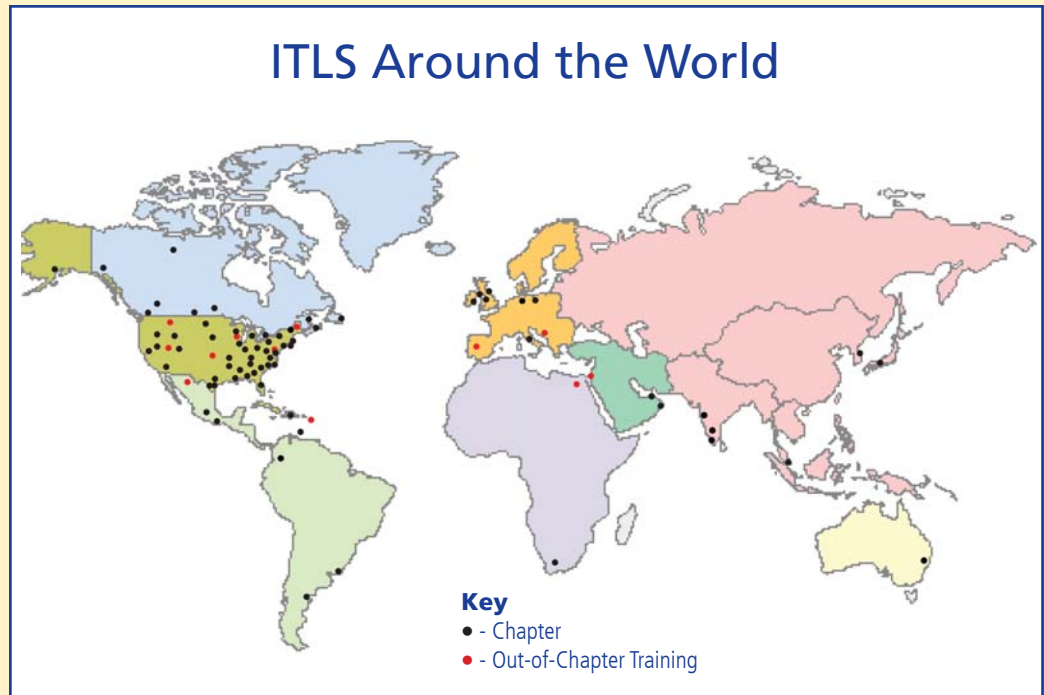 ITLS Around the World
Key
● - Chapter
● - Out-of-Chapter Training